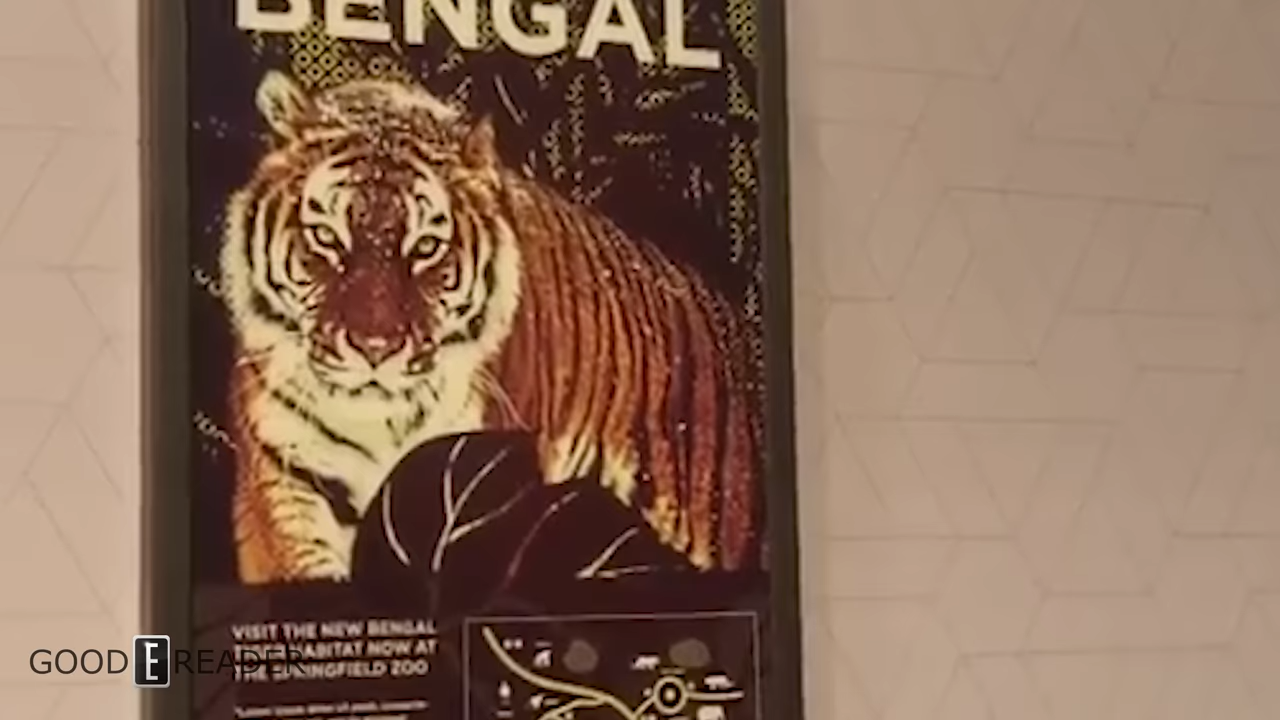 BENGAL
VISIT THE NEW BENGAL
HABITAT NOW AT
THE SPRINGFIELD ZOO
GOOD E READER